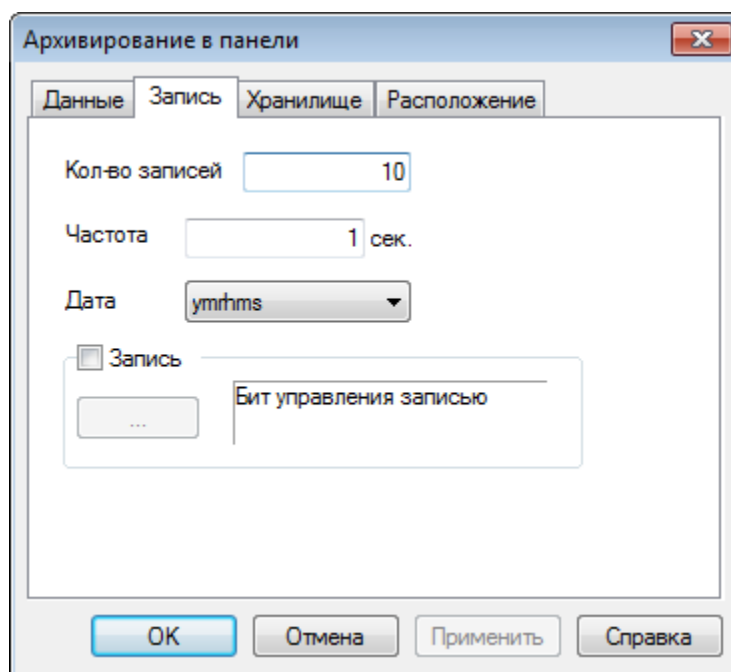 Архивирование в панели
Данные Запись Хранилище Расположение
Кол-во записей 10
Частота 1 сек.
Дата ymrhms
Запись
... Бит управления записью
OK Отмена Применить Справка